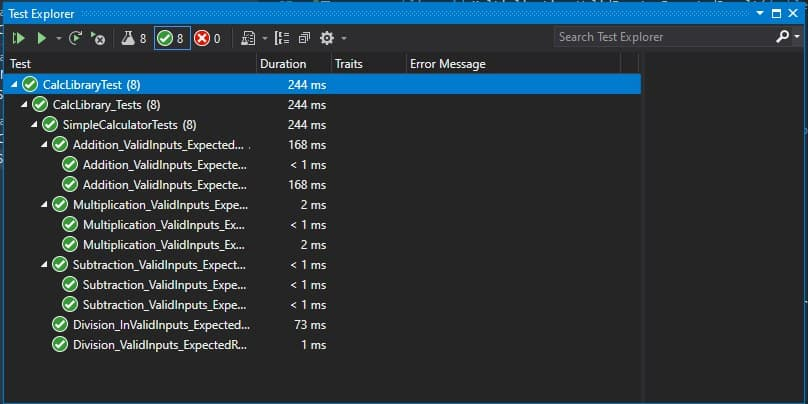 Test Explorer
8 8 0
Search Test Explorer
Test Duration Traits Error Message
CalcLibraryTest (8) 244 ms
CalcLibrary_Tests (8) 244 ms
SimpleCalculatorTests (8) 244 ms
Addition_ValidInputs_Expected... 168 ms
Addition_ValidInputs_Expecte... < 1 ms
Addition_ValidInputs_Expecte... 168 ms
Multiplication_ValidInputs_Expe... 2 ms
Multiplication_ValidInputs_Ex... < 1 ms
Multiplication_ValidInputs_Ex... 2 ms
Subtraction_ValidInputs_Expect... < 1 ms
Subtraction_ValidInputs_Expe... < 1 ms
Subtraction_ValidInputs_Expe... < 1 ms
Division_InValidInputs_Expected... 73 ms
Division_ValidInputs_ExpectedR... 1 ms